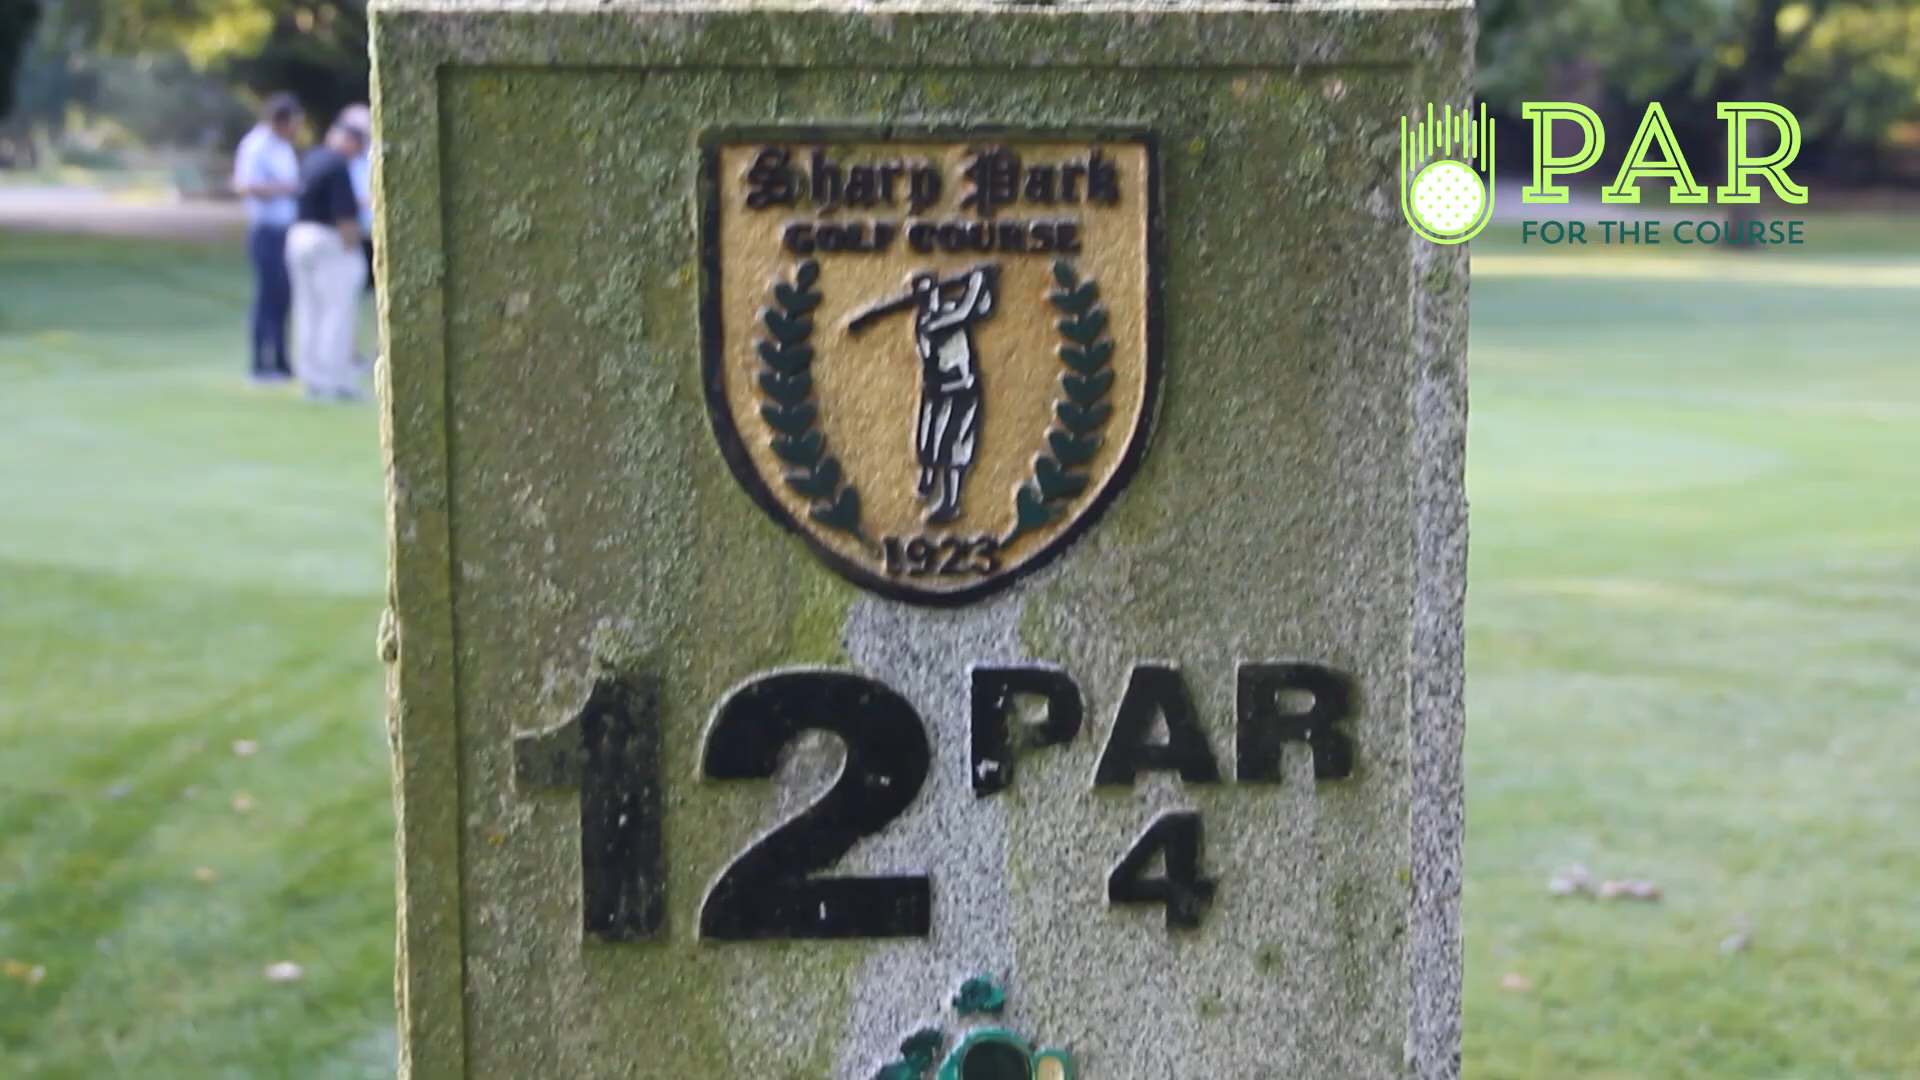 Sharp Park
GOLF COURSE
1923
12 PAR
4
PAR
FOR THE COURSE